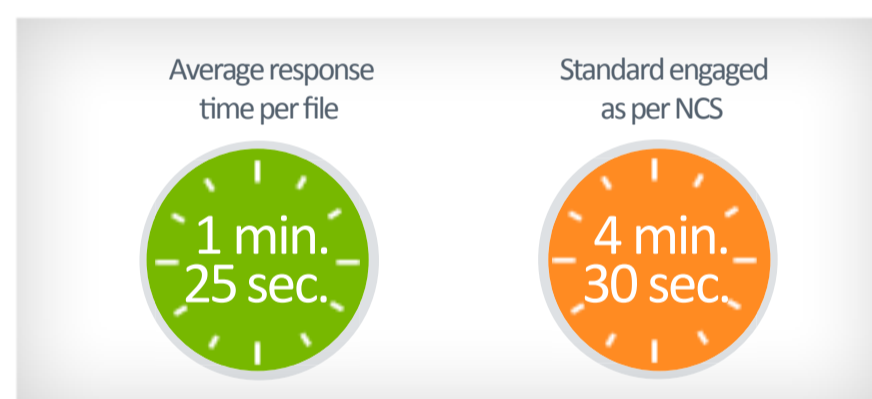 Average response
time per file
1 min.
25 sec.
Standard engaged
as per NCS
4 min.
30 sec.